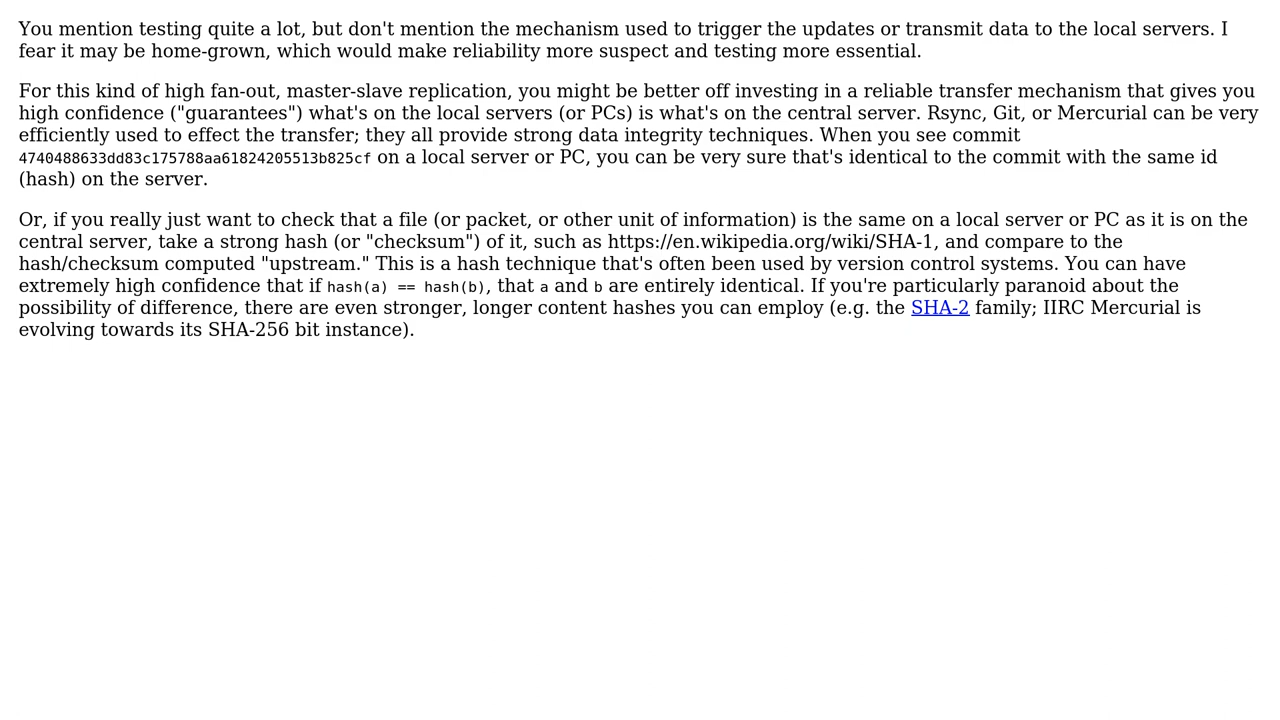 You mention testing quite a lot, but don't mention the mechanism used to trigger the updates or transmit data to the local servers. I
fear it may be home-grown, which would make reliability more suspect and testing more essential.
For this kind of high fan-out, master-slave replication, you might be better off investing in a reliable transfer mechanism that gives you
high confidence ("guarantees") what's on the local servers (or PCs) is what's on the central server. Rsync, Git, or Mercurial can be very
efficiently used to effect the transfer; they all provide strong data integrity techniques. When you see commit
4740488633dd83c175788aa61824205513b825cf on a local server or PC, you can be very sure that's identical to the commit with the same id
(hash) on the server.
Or, if you really just want to check that a file (or packet, or other unit of information) is the same on a local server or PC as it is on the
central server, take a strong hash (or "checksum") of it, such as https://en.wikipedia.org/wiki/SHA-1, and compare to the
hash/checksum computed "upstream." This is a hash technique that's often been used by version control systems. You can have
extremely high confidence that if hash(a) == hash(b), that a and b are entirely identical. If you're particularly paranoid about the
possibility of difference, there are even stronger, longer content hashes you can employ (e.g. the SHA-2 family; IIRC Mercurial is
evolving towards its SHA-256 bit instance).